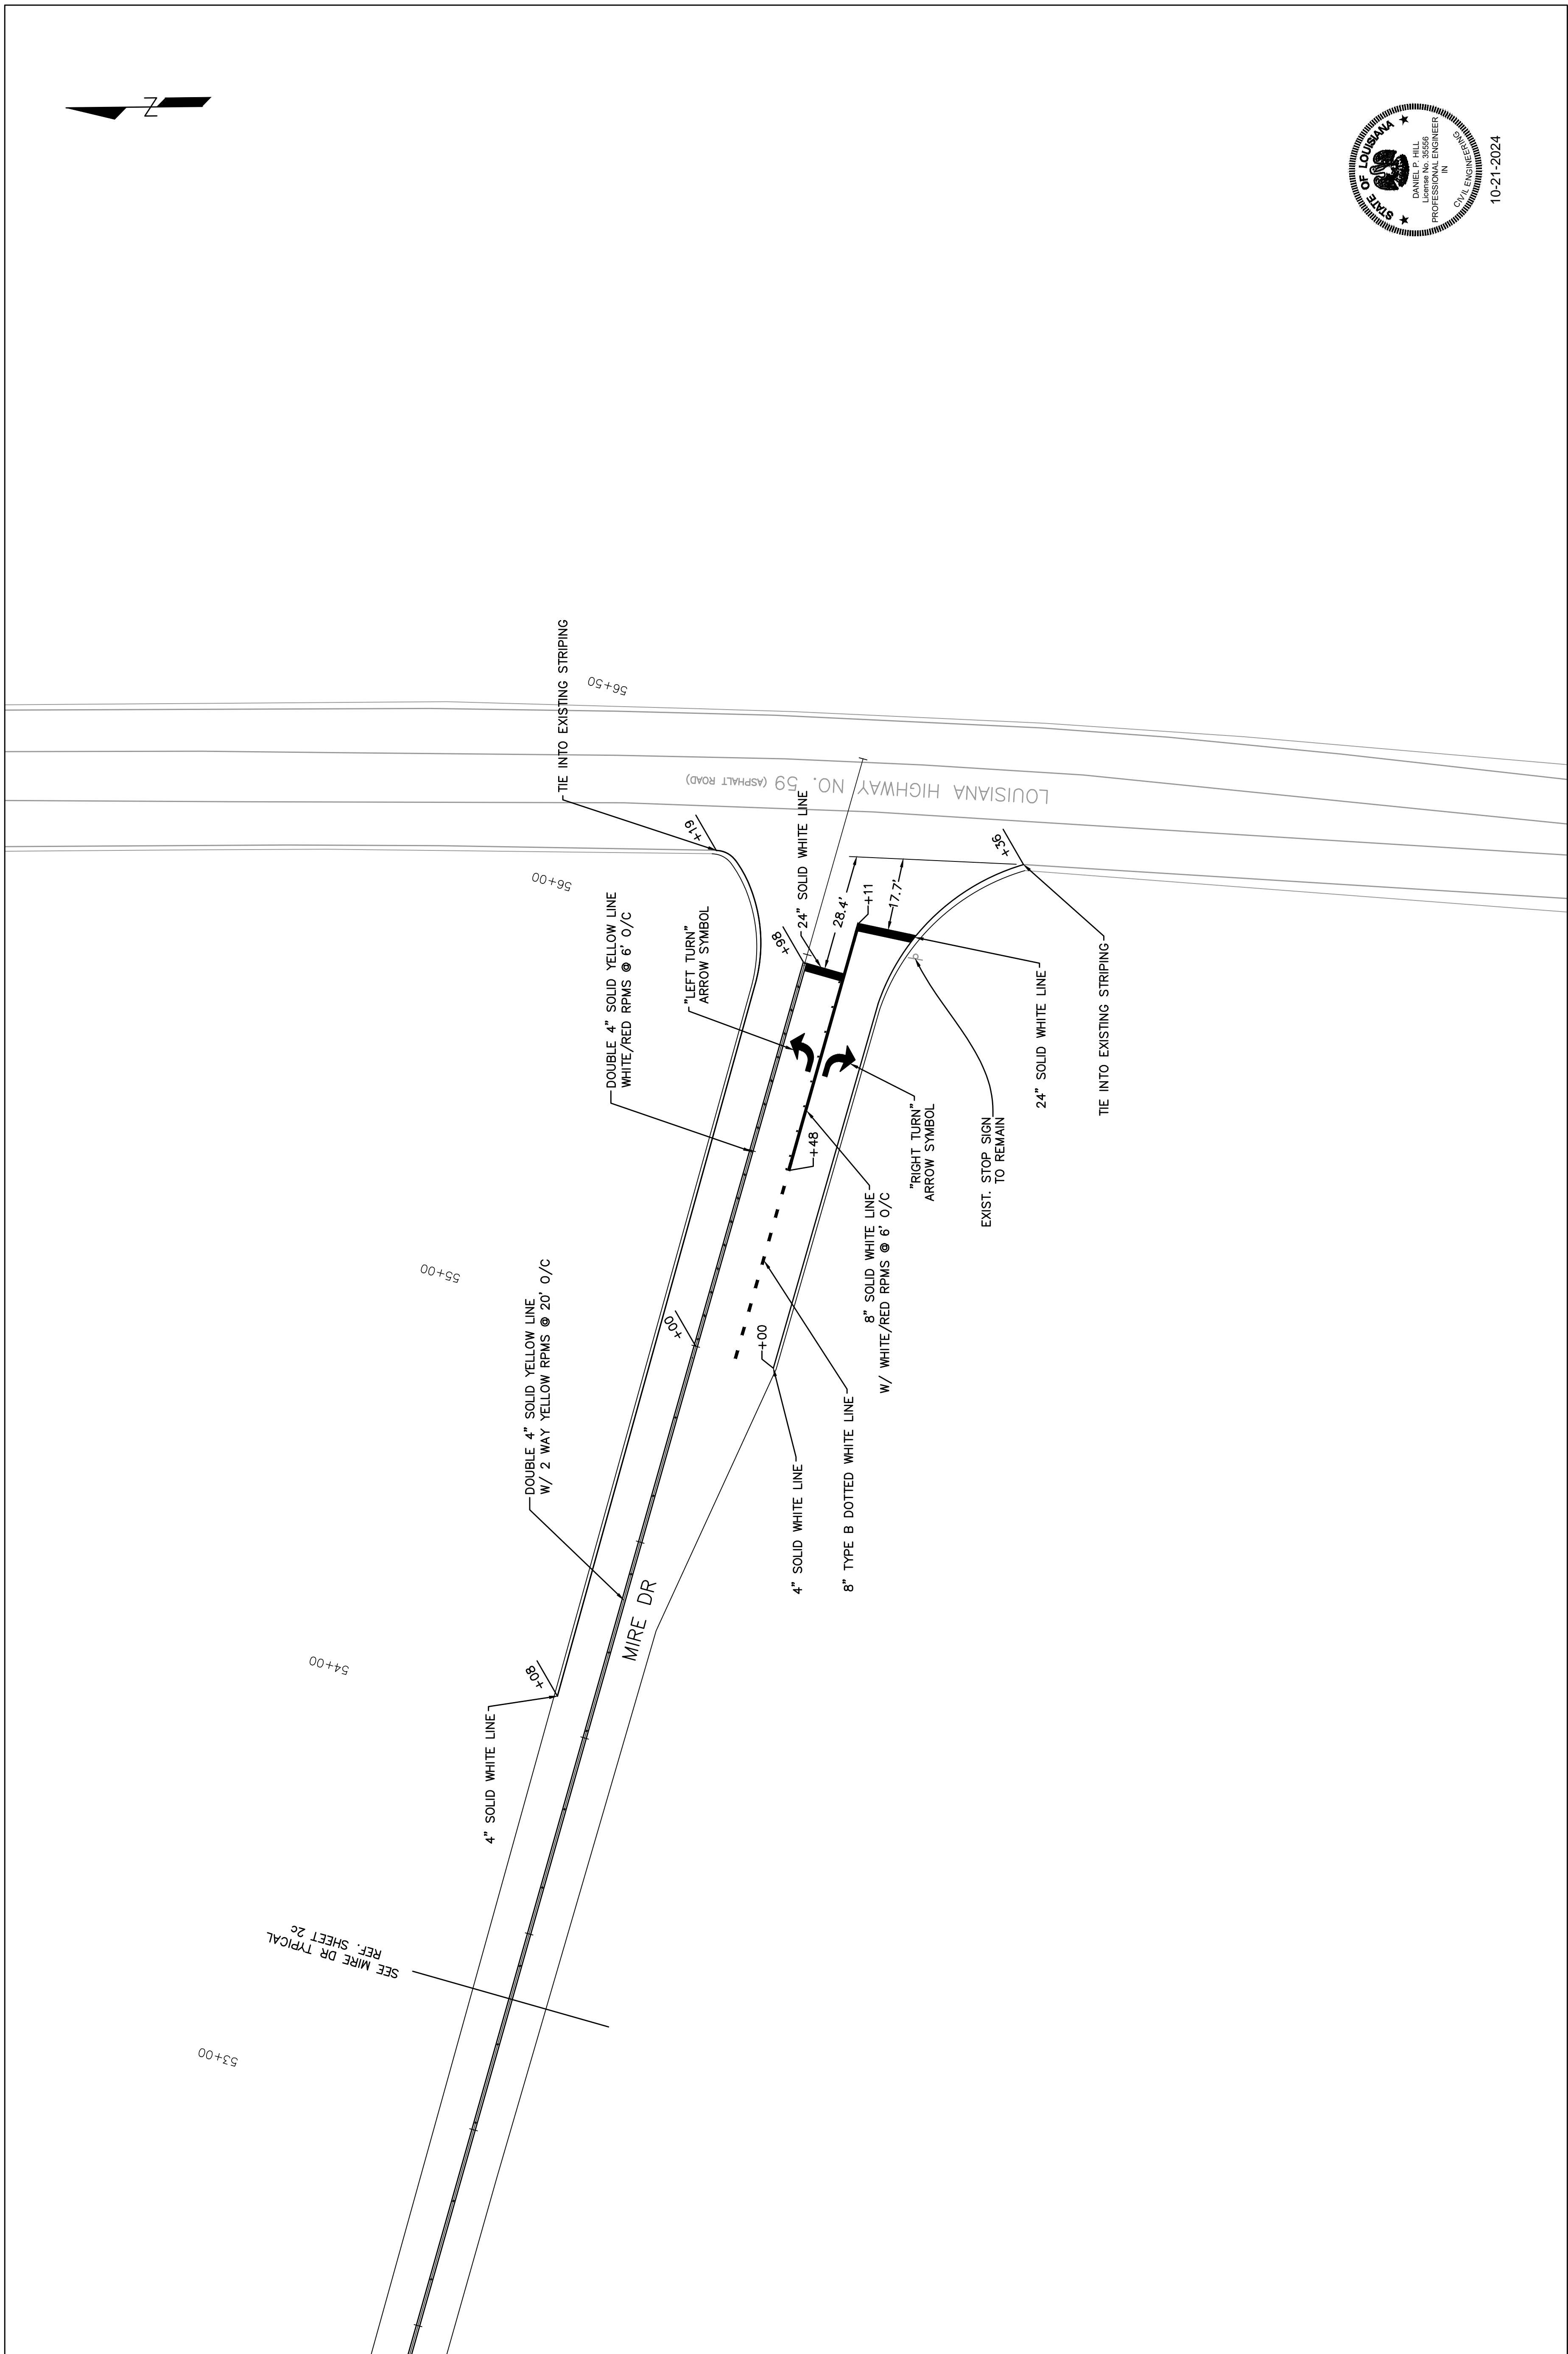 N
STATE OF LOUISIANA
DANIEL P. HILL
License No. 35556
PROFESSIONAL ENGINEER
IN
CIVIL ENGINEERING
10-21-2024
TIE INTO EXISTING STRIPING
56+50
LOUISIANA HIGHWAY NO. 59 (ASPHALT ROAD)
+19
56+00
DOUBLE 4" SOLID YELLOW LINE
WHITE/RED RPMS @ 6' O/C
"LEFT TURN"
ARROW SYMBOL
24" SOLID WHITE LINE
+98
28.4'
+11
17.7'
+36
24" SOLID WHITE LINE
TIE INTO EXISTING STRIPING
+48
"RIGHT TURN"
ARROW SYMBOL
EXIST. STOP SIGN
TO REMAIN
8" SOLID WHITE LINE
W/ WHITE/RED RPMS @ 6' O/C
55+00
DOUBLE 4" SOLID YELLOW LINE
W/ 2 WAY YELLOW RPMS @ 20' O/C
+00
+00
4" SOLID WHITE LINE
8" TYPE B DOTTED WHITE LINE
MIRE DR
54+00
+08
4" SOLID WHITE LINE
SEE MIRE DR TYPICAL
REF. SHEET 2c
53+00